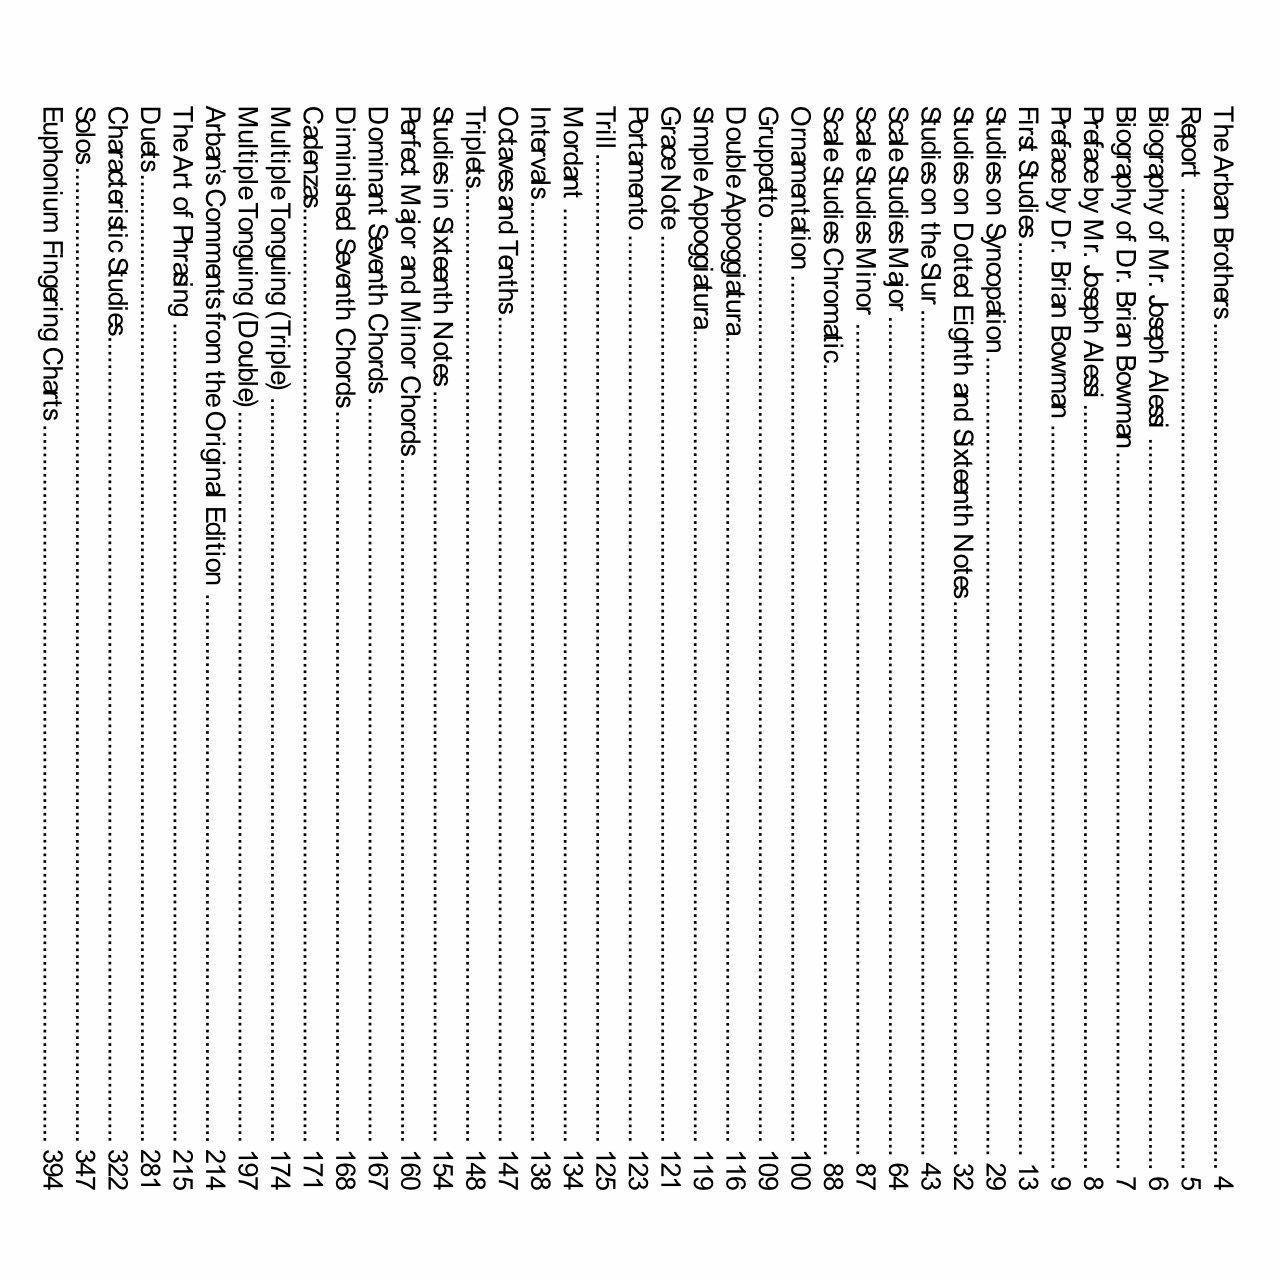 The Arban Brothers ........ 4
Report ........ 5
Biography of Mr. Joseph Alessi ........ 6
Biography of Dr. Brian Bowman ........ 7
Preface by Mr. Joseph Alessi ........ 8
Preface by Dr. Brian Bowman ........ 9
First Studies ........ 13
Studies on Syncopation ........ 29
Studies on Dotted Eighth and Sixteenth Notes ........ 32
Studies on the Slur ........ 43
Scale Studies Major ........ 64
Scale Studies Minor ........ 87
Scale Studies Chromatic ........ 88
Ornamentation ........ 100
Gruppetto ........ 109
Double Appoggiatura ........ 116
Simple Appoggiatura ........ 119
Grace Note ........ 121
Portamento ........ 123
Trill ........ 125
Mordant ........ 134
Intervals ........ 138
Octaves and Tenths ........ 147
Triplets ........ 148
Studies in Sixteenth Notes ........ 154
Perfect Major and Minor Chords ........ 160
Dominant Seventh Chords ........ 167
Diminished Seventh Chords ........ 168
Cadenzas ........ 171
Multiple Tonguing (Triple) ........ 174
Multiple Tonguing (Double) ........ 197
Arban's Comments from the Original Edition ........ 214
The Art of Phrasing ........ 215
Duets ........ 281
Characteristic Studies ........ 322
Solos ........ 347
Euphonium Fingering Charts ........ 394